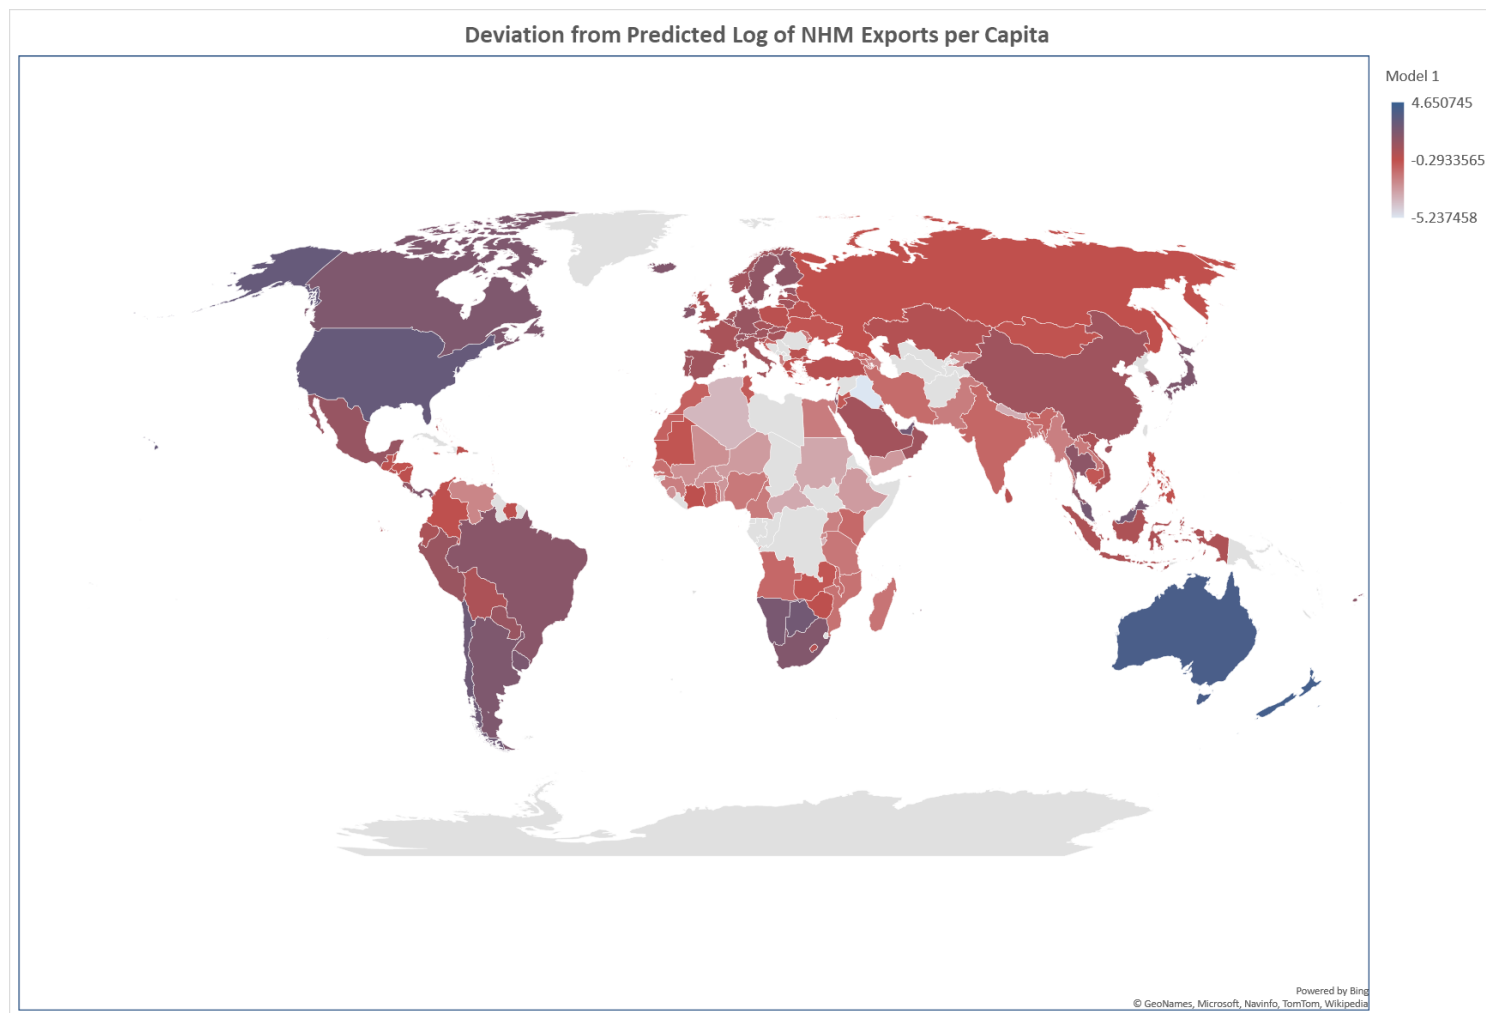 Deviation from Predicted Log of NHM Exports per Capita
Model 1
4.650745
-0.2933565
-5.237458
Powered by Bing
© GeoNames, Microsoft, Navinfo, TomTom, Wikipedia